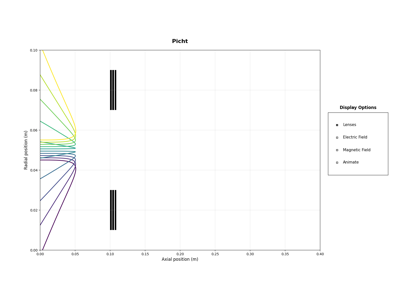 Picht
0.10
0.08
0.06
0.04
0.02
0.00
Radial position (m)
0.00 0.05 0.10 0.15 0.20 0.25 0.30 0.35 0.40
Axial position (m)
Display Options
Lenses
Electric Field
Magnetic Field
Animate